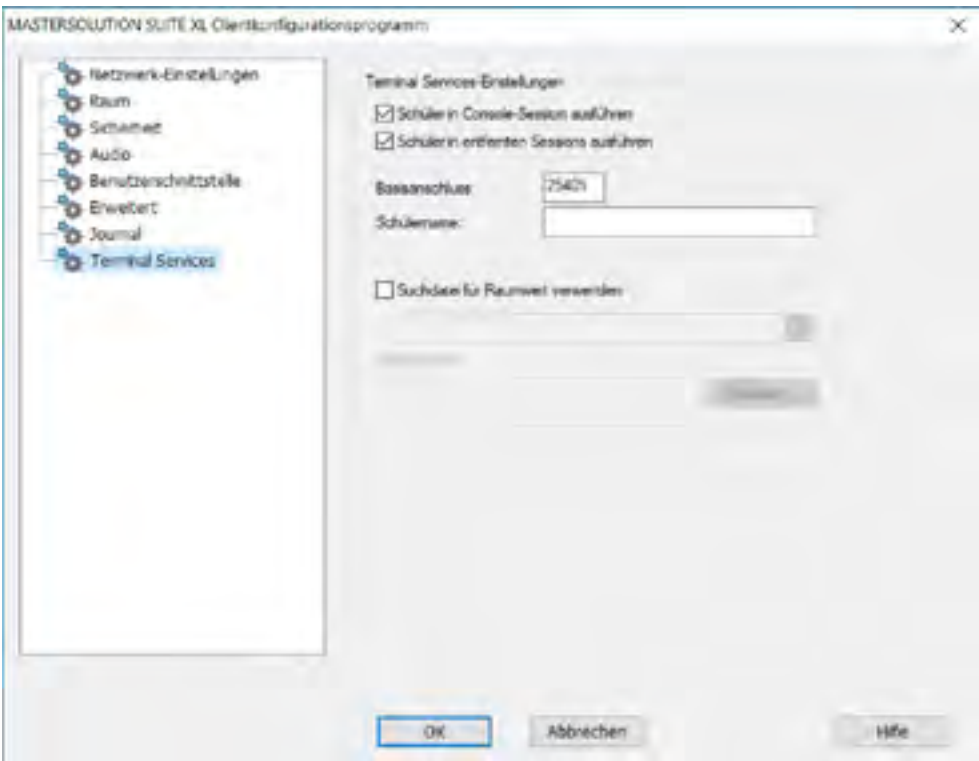 MASTERSOLUTION SUITE XL Clientkonfigurationsprogramm
Netzwerk-Einstellungen
Raum
Sicherheit
Audio
Benutzerschnittstelle
Erweitert
Journal
Terminal Services
Terminal Services-Einstellungen
Schüler in Console-Session ausführen
Schüler in entfernten Sessions ausführen
Basisanschluss
25405
Schülername:
Suchdatei für Raumwert verwenden
OK
Abbrechen
Hilfe